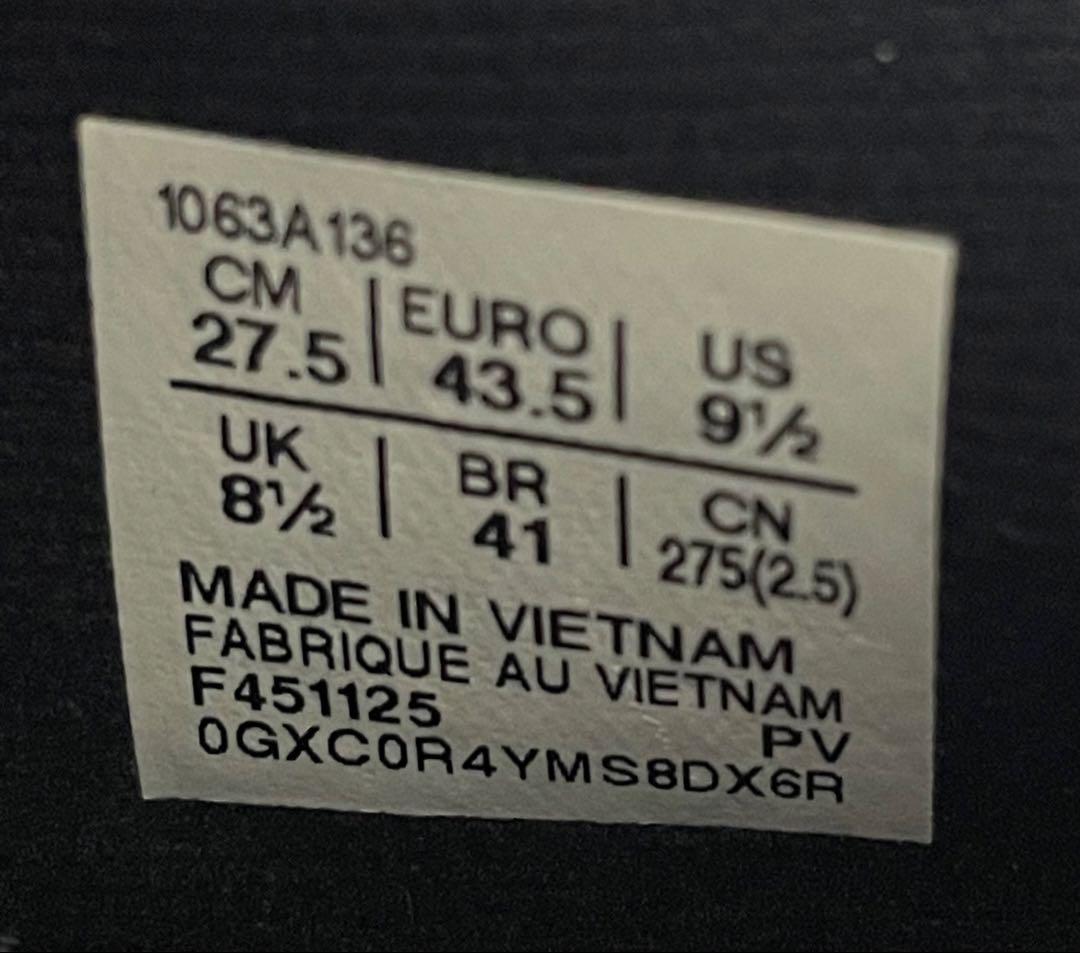 1063A136
CM | EURO | US
27.5 | 43.5 | 9½
UK | BR | CN
8½ | 41 | 275(2.5)
MADE IN VIETNAM
FABRIQUE AU VIETNAM
F451125 PV
0GXC0R4YMS8DX6R